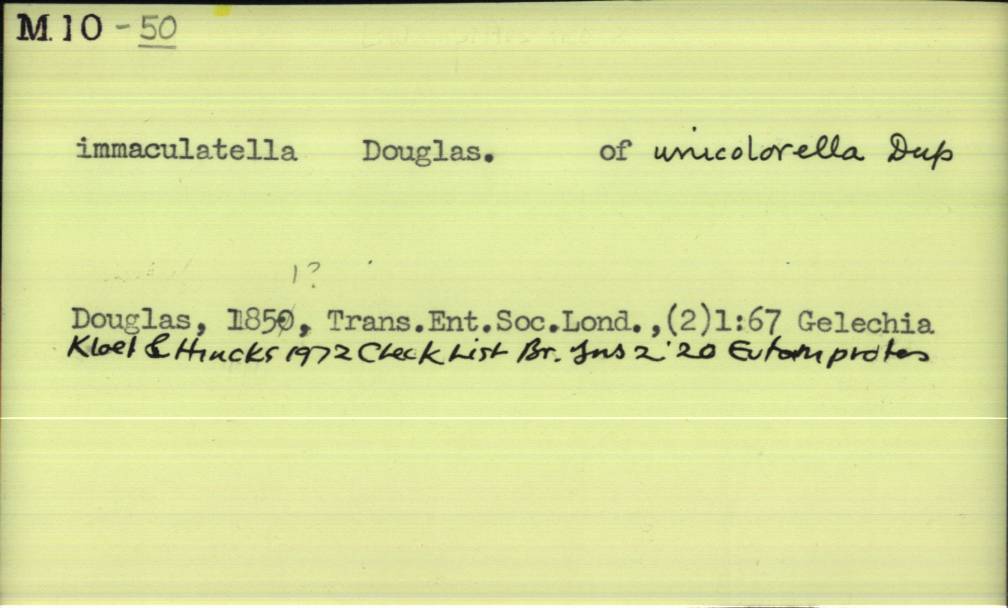 M.10 - 50
immaculatella Douglas. of unicolorella Dup
1?
Douglas, 1850, Trans.Ent.Soc.Lond.,(2)1:67 Gelechia
Kloet & Hincks 1972 Check List Br. Ins 2:20 Eutomprotes